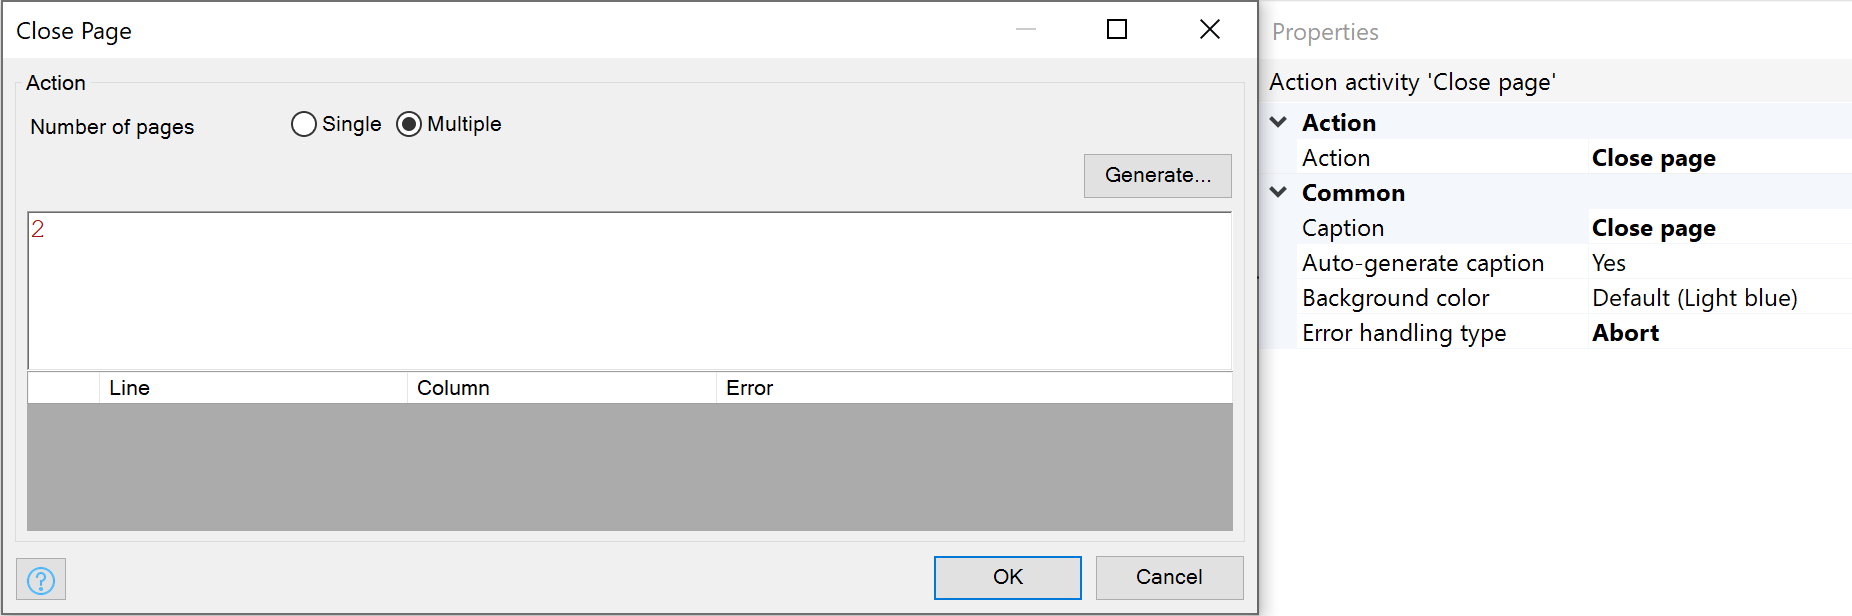 Close Page
Action
Number of pages Single Multiple
Generate...
2
Line Column Error
? OK Cancel
Properties
Action activity 'Close page'
Action
Action Close page
Common
Caption Close page
Auto-generate caption Yes
Background color Default (Light blue)
Error handling type Abort